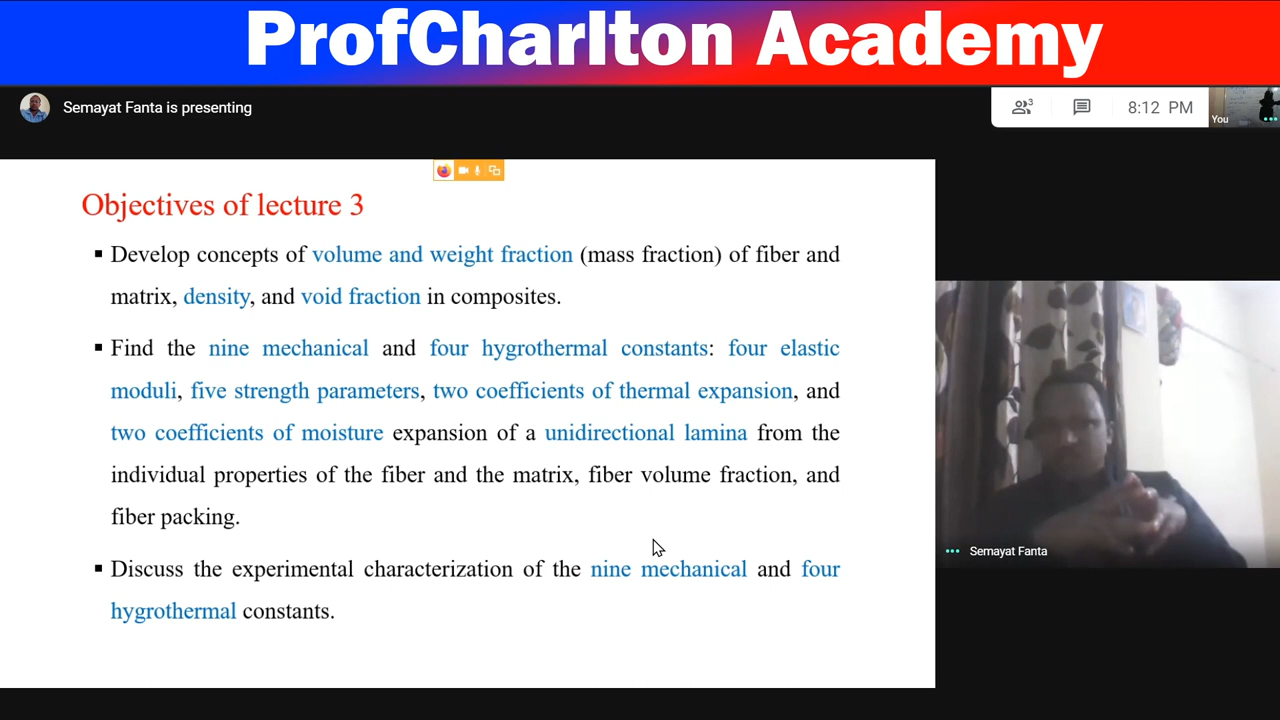 ProfCharlton Academy
Semayat Fanta is presenting
3
8:12 PM
You
Objectives of lecture 3
▪ Develop concepts of volume and weight fraction (mass fraction) of fiber and
matrix, density, and void fraction in composites.
▪ Find the nine mechanical and four hygrothermal constants: four elastic
moduli, five strength parameters, two coefficients of thermal expansion, and
two coefficients of moisture expansion of a unidirectional lamina from the
individual properties of the fiber and the matrix, fiber volume fraction, and
fiber packing.
▪ Discuss the experimental characterization of the nine mechanical and four
hygrothermal constants.
Semayat Fanta